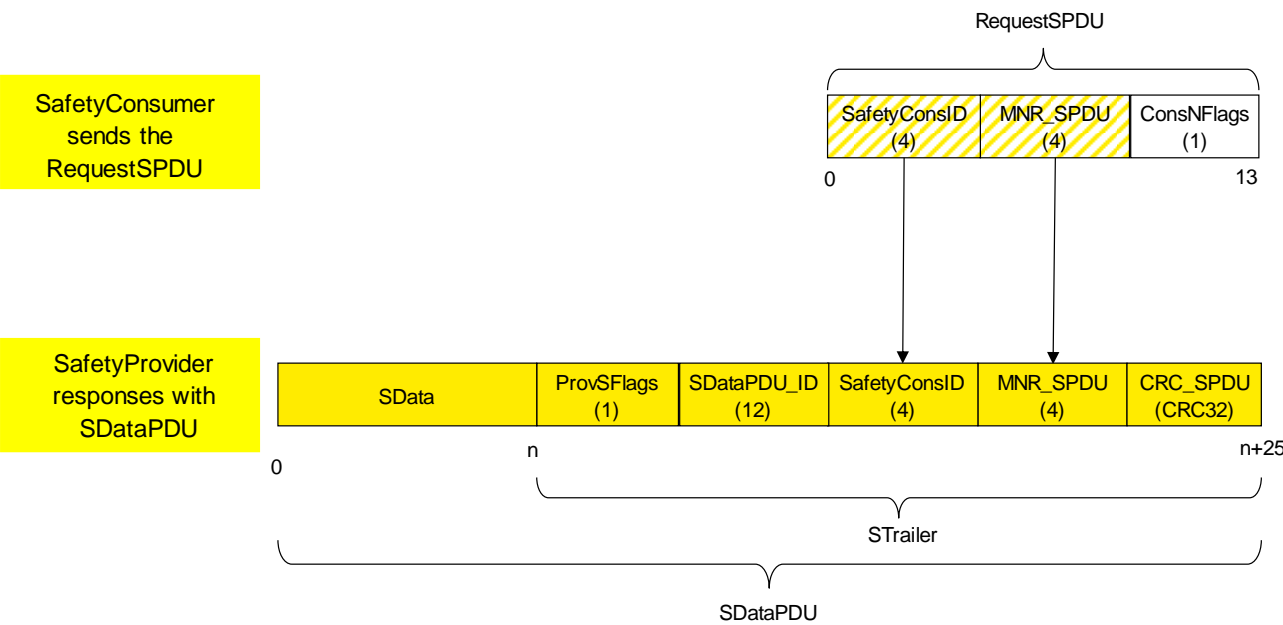 RequestSPDU
SafetyConsumer
sends the
RequestSPDU
SafetyConsID
(4)
MNR_SPDU
(4)
ConsNFlags
(1)
0
13
SafetyProvider
responses with
SDataPDU
SData
ProvSFlags
(1)
SDataPDU_ID
(12)
SafetyConsID
(4)
MNR_SPDU
(4)
CRC_SPDU
(CRC32)
0
n
n+25
STrailer
SDataPDU